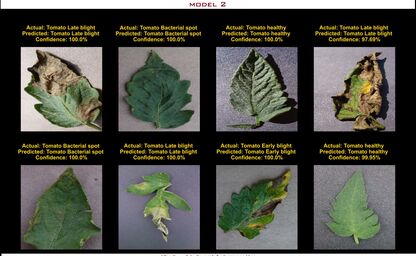 MODEL 2
Actual: Tomato Late blight
Predicted: Tomato Late blight
Confidence: 100.0%
Actual: Tomato Bacterial spot
Predicted: Tomato Bacterial spot
Confidence: 100.0%
Actual: Tomato healthy
Predicted: Tomato healthy
Confidence: 100.0%
Actual: Tomato Late blight
Predicted: Tomato Late blight
Confidence: 97.69%
Actual: Tomato Bacterial spot
Predicted: Tomato Bacterial spot
Confidence: 100.0%
Actual: Tomato Late blight
Predicted: Tomato Late blight
Confidence: 100.0%
Actual: Tomato Early blight
Predicted: Tomato Early blight
Confidence: 100.0%
Actual: Tomato healthy
Predicted: Tomato healthy
Confidence: 99.95%